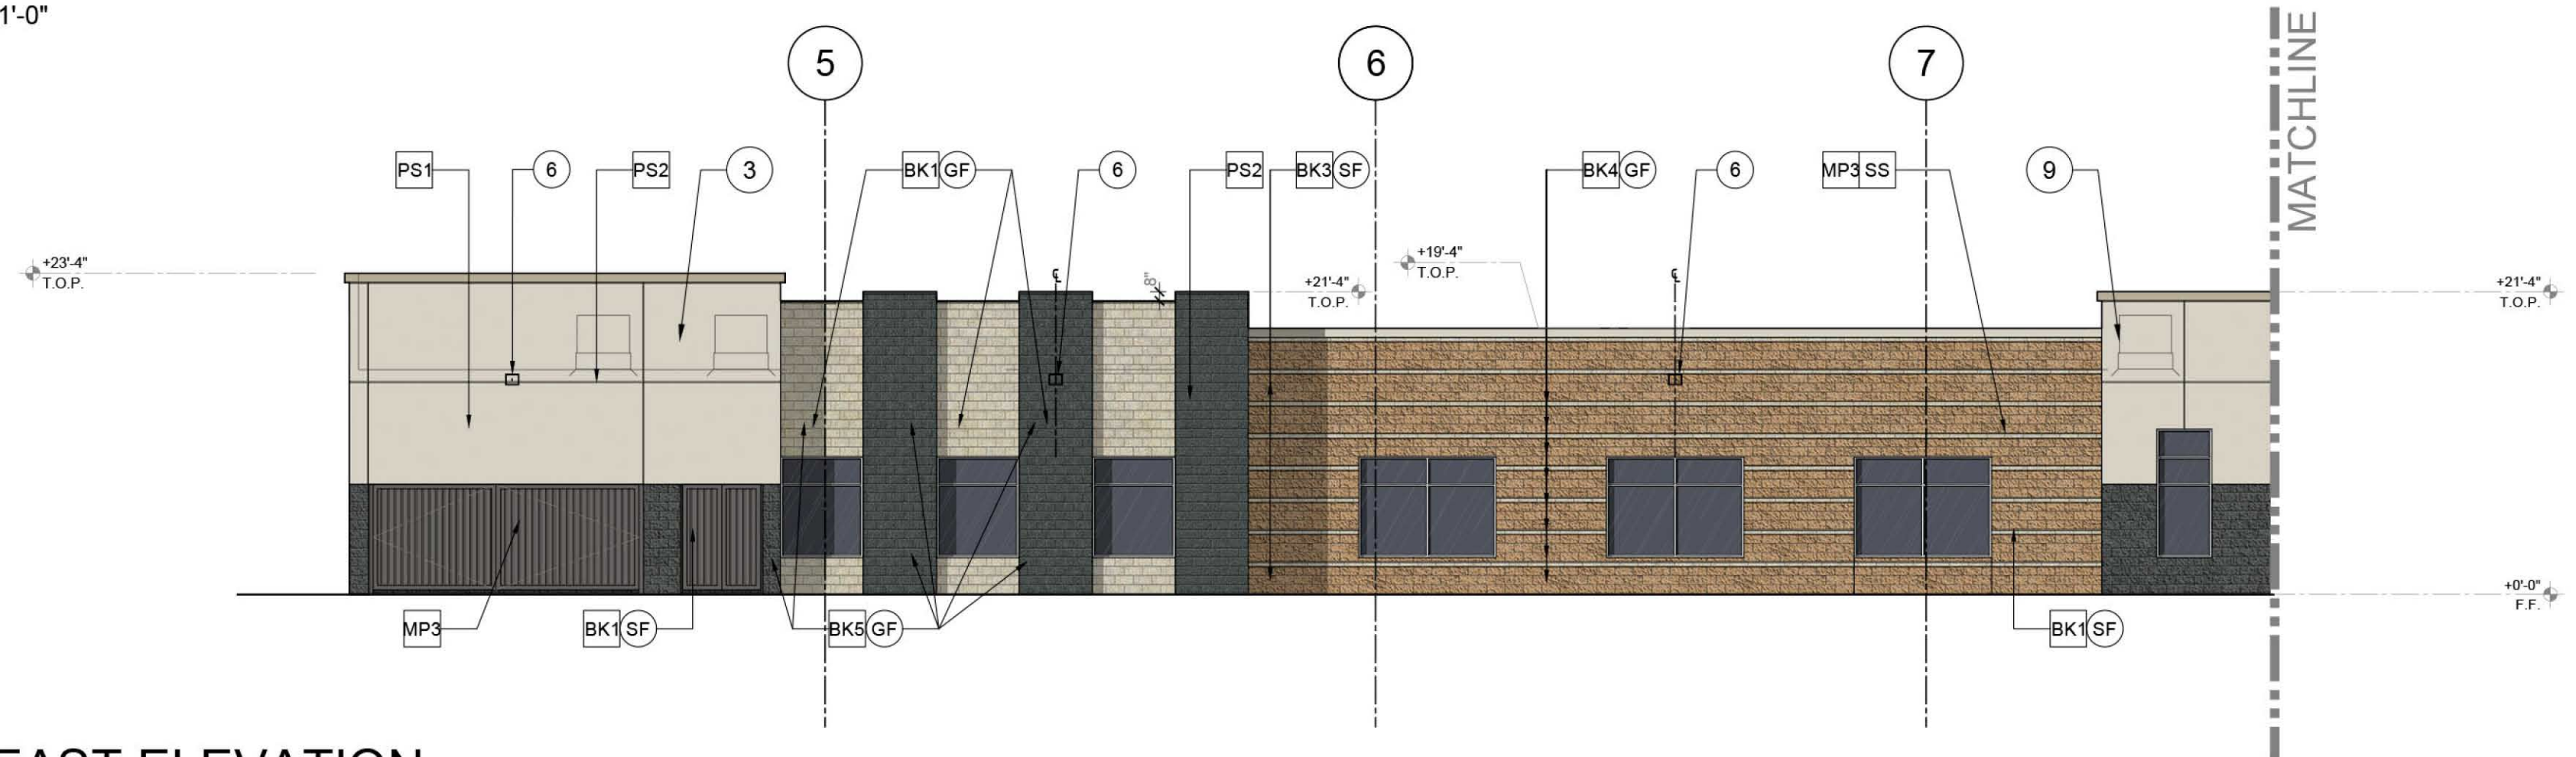 1'-0"
5
6
7
MATCHLINE
PS1
6
PS2
3
BK1 GF
6
PS2
BK3 SF
BK4 GF
6
MP3 SS
9
+23'-4"
T.O.P.
8"
+21'-4"
T.O.P.
+19'-4"
T.O.P.
+21'-4"
T.O.P.
+0'-0"
F.F.
MP3
BK1 SF
BK5 GF
BK1 SF
EAST ELEVATION